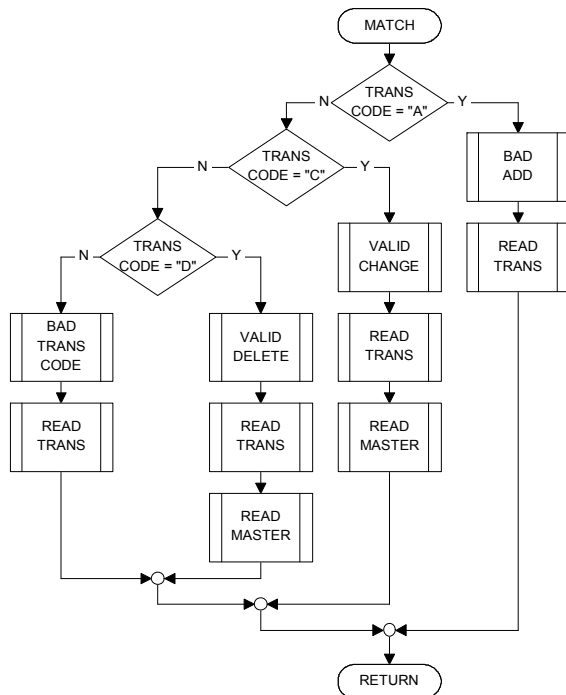 MATCH
TRANS
CODE = "A"
N
Y
TRANS
CODE = "C"
BAD
ADD
N
Y
TRANS
CODE = "D"
VALID
CHANGE
READ
TRANS
N
Y
BAD
TRANS
CODE
VALID
DELETE
READ
TRANS
READ
TRANS
READ
TRANS
READ
MASTER
READ
MASTER
RETURN